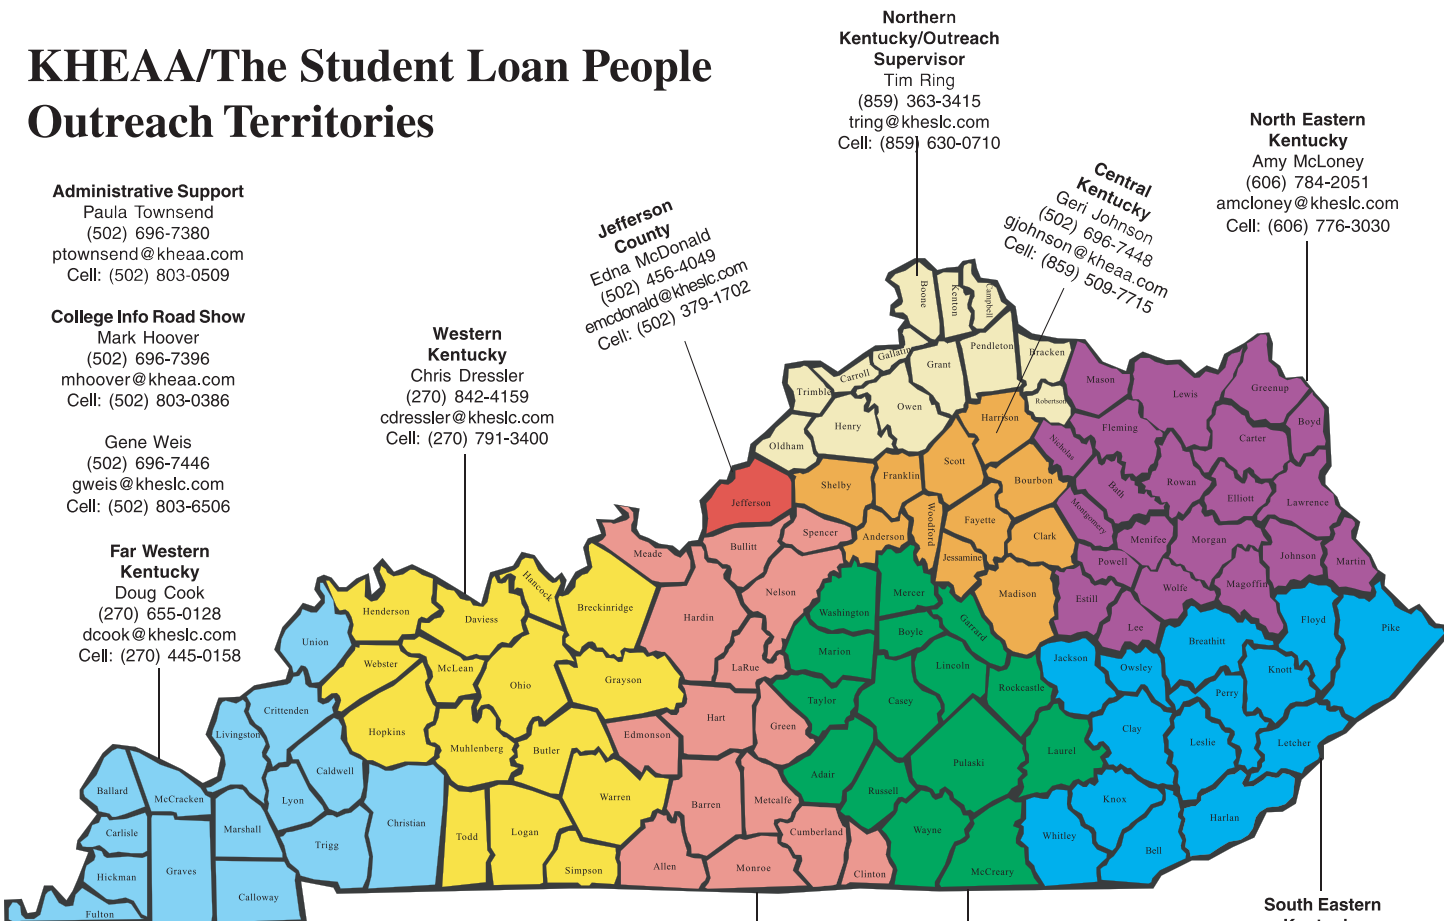 KHEAA/The Student Loan People
Outreach Territories
Northern
Kentucky/Outreach
Supervisor
Tim Ring
(859) 363-3415
tring@kheslc.com
Cell: (859) 630-0710
North Eastern
Kentucky
Amy McLoney
(606) 784-2051
amcloney@kheslc.com
Cell: (606) 776-3030
Central
Kentucky
Geri Johnson
(502) 696-7448
gjohnson@kheaa.com
Cell: (859) 509-7715
Jefferson
County
Edna McDonald
(502) 456-4049
emcdonald@kheslc.com
Cell: (502) 379-1702
Administrative Support
Paula Townsend
(502) 696-7380
ptownsend@kheaa.com
Cell: (502) 803-0509
College Info Road Show
Mark Hoover
(502) 696-7396
mhoover@kheaa.com
Cell: (502) 803-0386
Gene Weis
(502) 696-7446
gweis@kheslc.com
Cell: (502) 803-6506
Western
Kentucky
Chris Dressler
(270) 842-4159
cdressler@kheslc.com
Cell: (270) 791-3400
Far Western
Kentucky
Doug Cook
(270) 655-0128
dcook@kheslc.com
Cell: (270) 445-0158
Boone
Kenton
Campbell
Gallatin
Grant
Pendleton
Bracken
Carroll
Trimble
Owen
Robertson
Henry
Oldham
Harrison
Mason
Lewis
Greenup
Boyd
Fleming
Carter
Nicholas
Scott
Franklin
Shelby
Bourbon
Bath
Rowan
Elliott
Lawrence
Jefferson
Woodford
Fayette
Montgomery
Clark
Anderson
Spencer
Bullitt
Meade
Jessamine
Menifee
Morgan
Johnson
Martin
Powell
Magoffin
Wolfe
Madison
Estill
Lee
Nelson
Mercer
Washington
Hardin
Hancock
Breckinridge
Henderson
Daviess
Union
Boyle
Garrard
Marion
LaRue
Floyd
Pike
Breathitt
Jackson
Owsley
Knott
Lincoln
Rockcastle
Webster
McLean
Ohio
Grayson
Taylor
Casey
Perry
Crittenden
Livingston
Hopkins
Muhlenberg
Butler
Edmonson
Hart
Green
Laurel
Clay
Leslie
Letcher
Pulaski
Adair
Russell
Caldwell
Lyon
Ballard
McCracken
Warren
Barren
Metcalfe
Knox
Harlan
Christian
Marshall
Carlisle
Trigg
Todd
Logan
Cumberland
Wayne
Whitley
Bell
Graves
Hickman
Calloway
Simpson
Allen
Monroe
Clinton
McCreary
Fulton
South Eastern